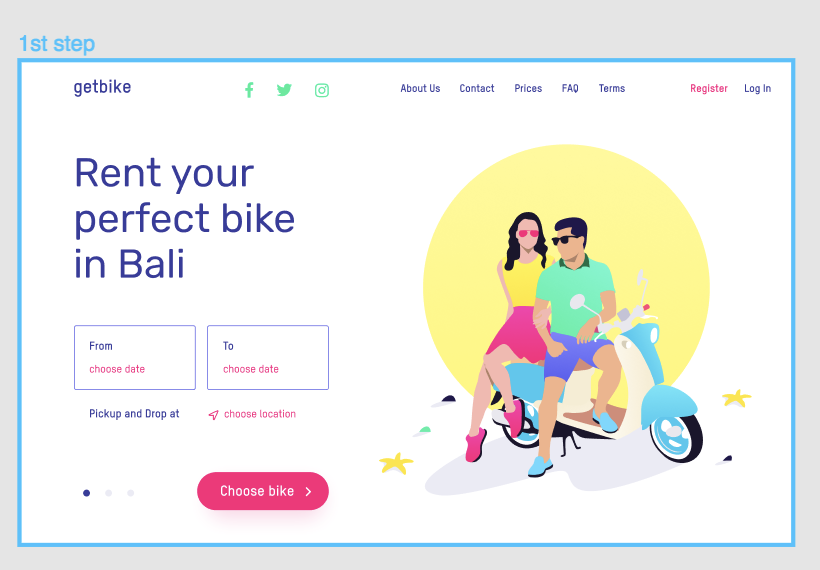 1st step
getbike
About Us
Contact
Prices
FAQ
Terms
Register
Log In
Rent your
perfect bike
in Bali
From
choose date
To
choose date
Pickup and Drop at
choose location
Choose bike